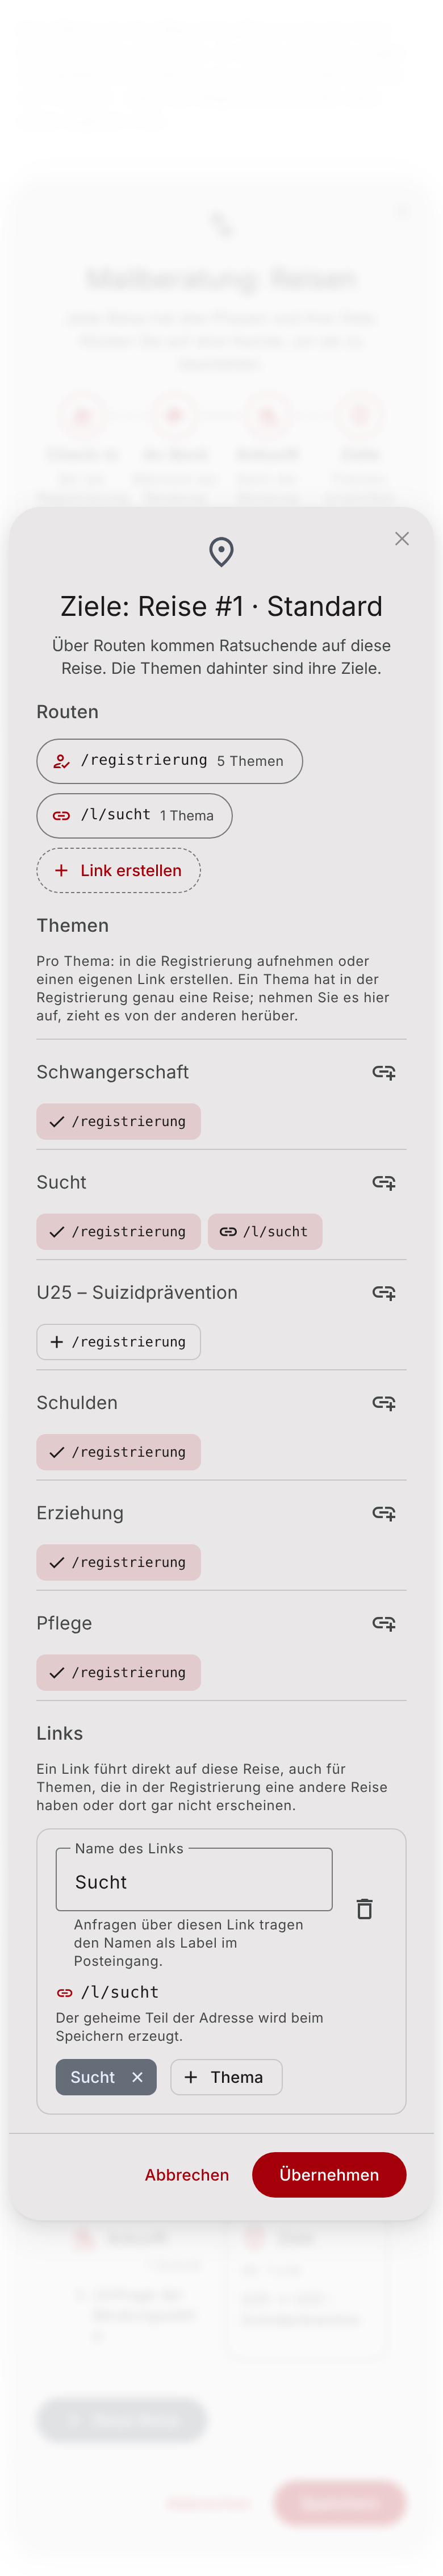 Mailberatung: Reisen
Ziele: Reise #1 · Standard
Über Routen kommen Ratsuchende auf diese
Reise. Die Themen dahinter sind ihre Ziele.
Routen
/registrierung 5 Themen
/l/sucht 1 Thema
Link erstellen
Themen
Pro Thema: in die Registrierung aufnehmen oder
einen eigenen Link erstellen. Ein Thema hat in der
Registrierung genau eine Reise; nehmen Sie es hier
auf, zieht es von der anderen herüber.
Schwangerschaft
/registrierung
Sucht
/registrierung /l/sucht
U25 – Suizidprävention
/registrierung
Schulden
/registrierung
Erziehung
/registrierung
Pflege
/registrierung
Links
Ein Link führt direkt auf diese Reise, auch für
Themen, die in der Registrierung eine andere Reise
haben oder dort gar nicht erscheinen.
Name des Links
Sucht
Anfragen über diesen Link tragen
den Namen als Label im
Posteingang.
/l/sucht
Der geheime Teil der Adresse wird beim
Speichern erzeugt.
Sucht Thema
Abbrechen Übernehmen